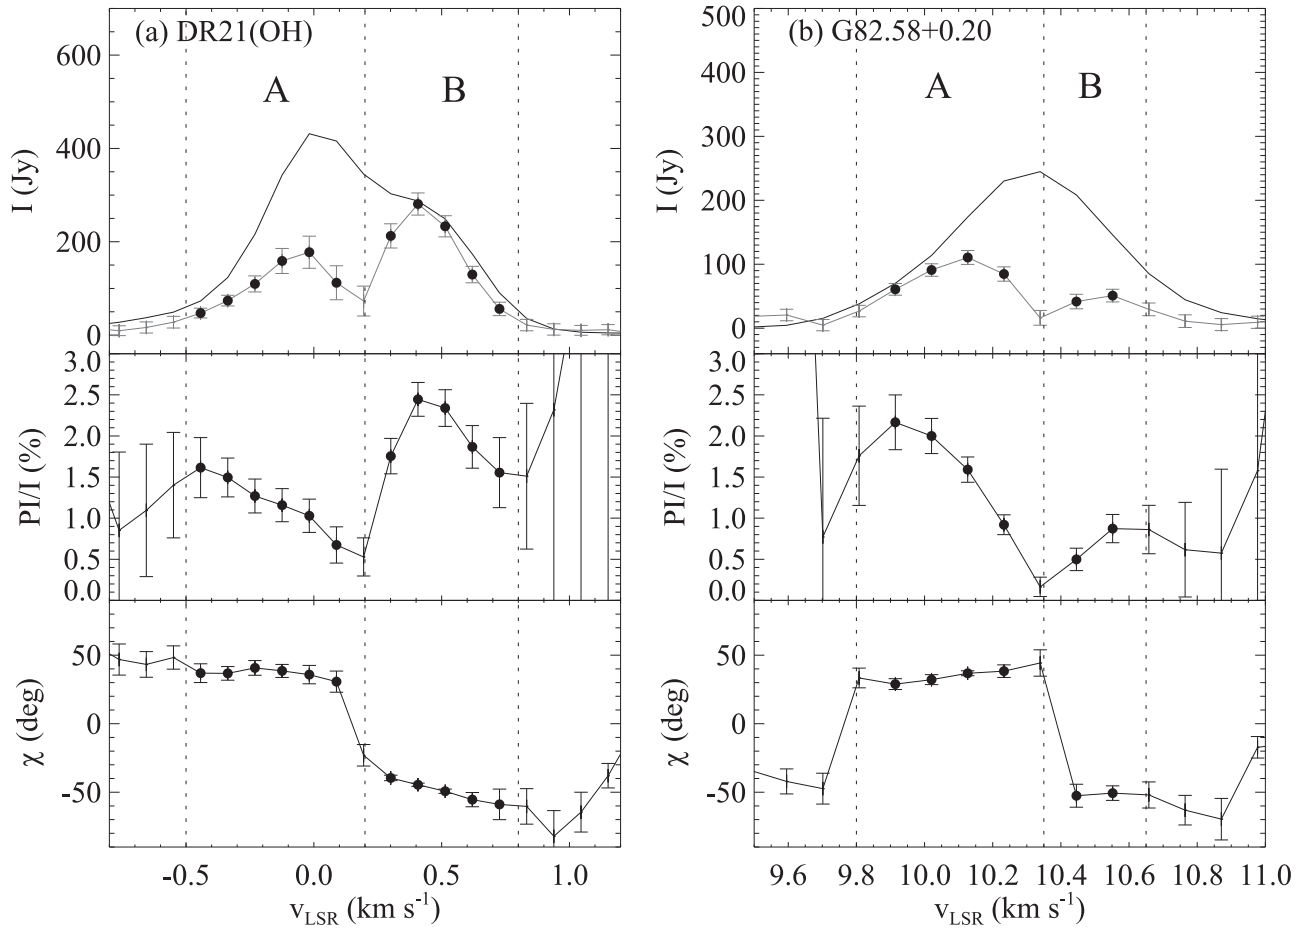 (a) DR21(OH)
A
B
I (Jy)
600
400
200
0
PI/I (%)
3.0
2.5
2.0
1.5
1.0
0.5
0.0
χ (deg)
50
0
-50
-0.5 0.0 0.5 1.0
vLSR (km s-1)
(b) G82.58+0.20
A
B
I (Jy)
500
400
300
200
100
0
PI/I (%)
3.0
2.5
2.0
1.5
1.0
0.5
0.0
χ (deg)
50
0
-50
9.6 9.8 10.0 10.2 10.4 10.6 10.8 11.0
vLSR (km s-1)